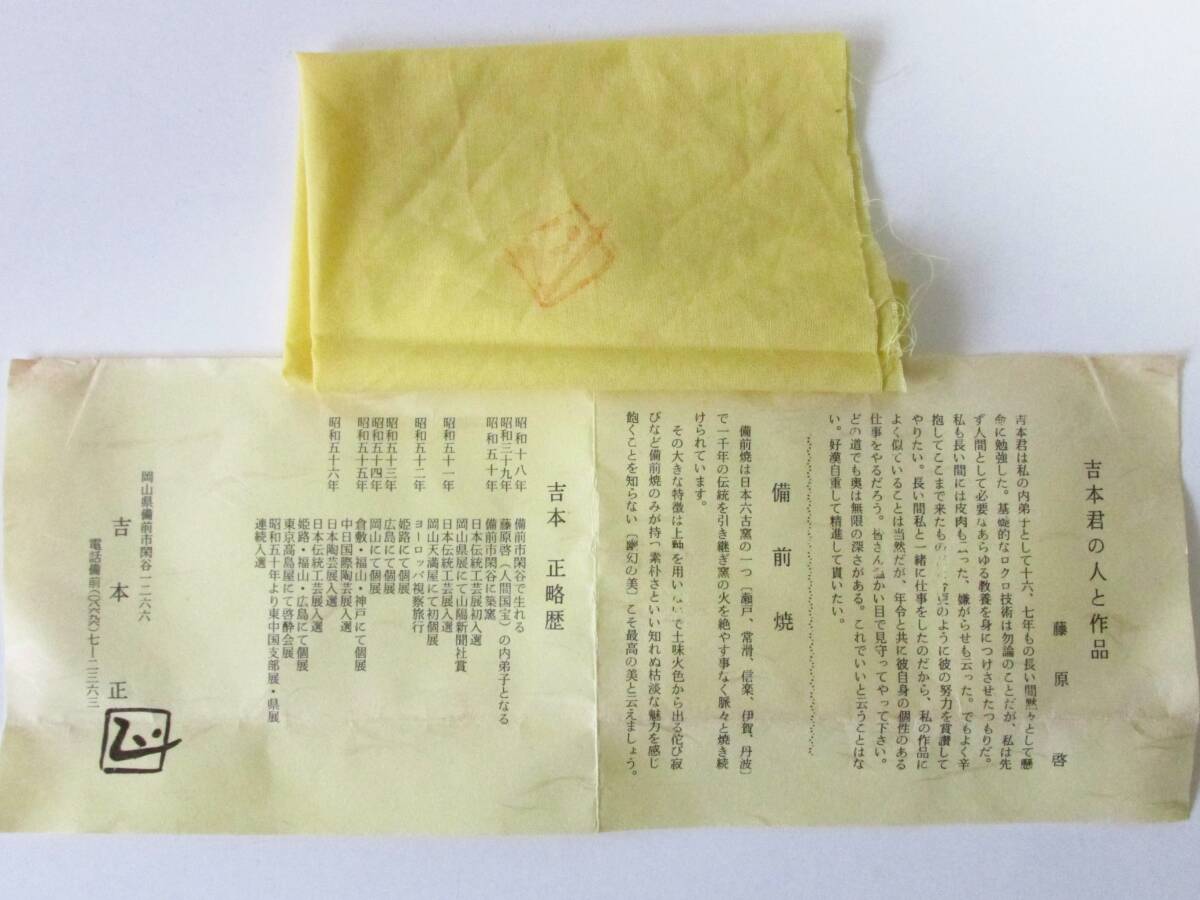 吉本君の人と作品
藤原啓
吉本君は私の内弟子として十六、七年もの長い間黙々として懸
命に勉強した。基礎的なロクロ技術は勿論のことだが、私は先
ず人間として必要なあらゆる教養を身につけさせたつもりだ。
私も長い間には皮肉も云った、嫌がらせも云った。でもよく辛
抱してここまで来たもの のように彼の努力を賞讃して
やりたい。長い間私と一緒に仕事をしたのだから、私の作品に
よく似ていることは当然だが、年令と共に彼自身の個性のある
仕事をやるだろう。皆さん温かい目で見守ってやって下さい。
どの道でも奥は無限の深さがある。これでいいと云うことはな
い。好漢自重して精進して貰いたい。
備前焼
備前焼は日本六古窯の一つ〔瀬戸、常滑、信楽、伊賀、丹波〕
で一千年の伝統を引き継ぎ窯の火を絶やす事なく脈々と焼き続
けられています。
その大きな特徴は上釉を用いないで土味火色から出る侘び寂
びなど備前焼のみが持つ素朴さといい知れぬ枯淡な魅力を感じ
飽くことを知らない〔幽幻の美〕こそ最高の美と云えましょう。
吉本 正略歴
昭和十八年 備前市閑谷で生れる
昭和三十九年 藤原啓（人間国宝）の内弟子となる
昭和五十年 備前市閑谷に築窯
日本伝統工芸展初入選
岡山県展にて山陽新聞社賞
昭和五十一年 日本伝統工芸展入選
岡山天満屋にて初個展
昭和五十二年 ヨーロッパ視察旅行
姫路にて個展
昭和五十三年 広島にて個展
昭和五十四年 岡山にて個展
昭和五十五年 倉敷・福山・神戸にて個展
中日国際陶芸展入選
日本陶芸展入選
昭和五十六年 日本伝統工芸展入選
姫路・福山・広島にて個展
東京高島屋にて啓酔会展
昭和五十年より東中国支部展・県展
連続入選
岡山県備前市閑谷一二六六
吉本 正
電話備前(〇八六九六)七―二三六三